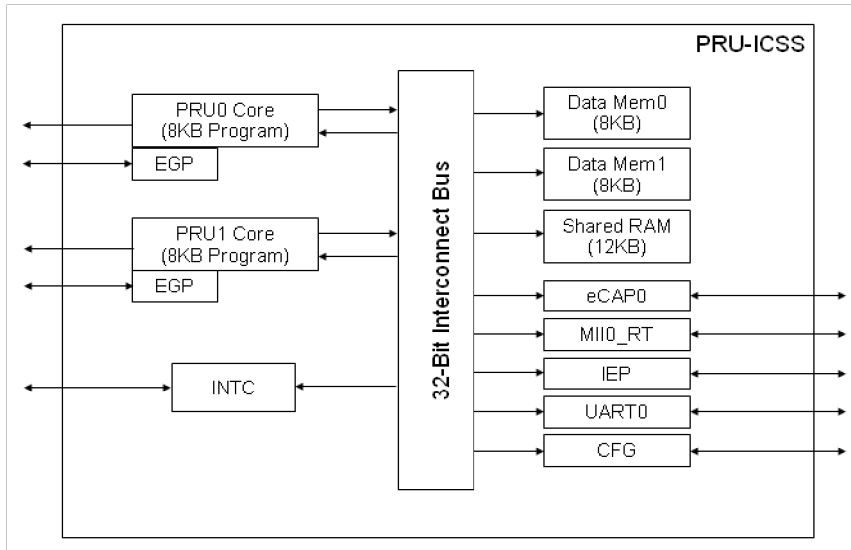 PRU-ICSS
PRU0 Core
(8KB Program)
EGP
PRU1 Core
(8KB Program)
EGP
INTC
32-Bit Interconnect Bus
Data Mem0
(8KB)
Data Mem1
(8KB)
Shared RAM
(12KB)
eCAP0
MII0_RT
IEP
UART0
CFG